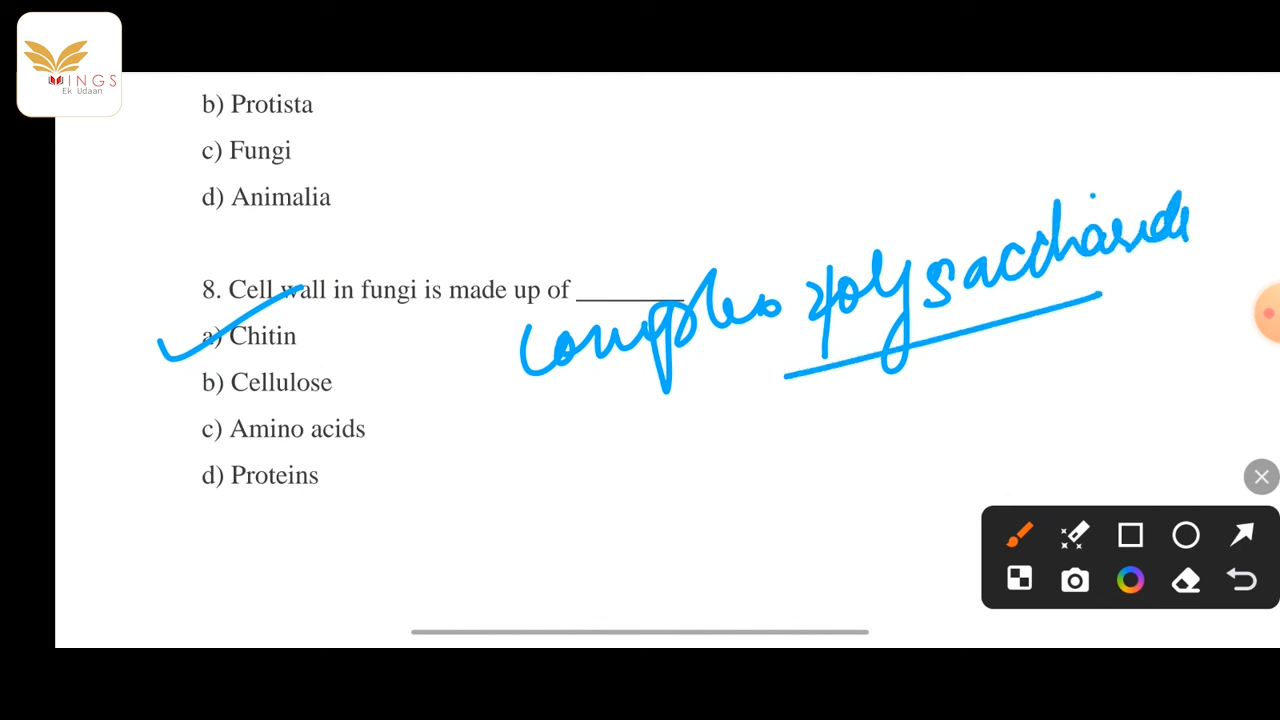 WINGS
Ek Udaan
b) Protista
c) Fungi
d) Animalia
8. Cell wall in fungi is made up of ________
a) Chitin
complex polysaccharide
b) Cellulose
c) Amino acids
d) Proteins